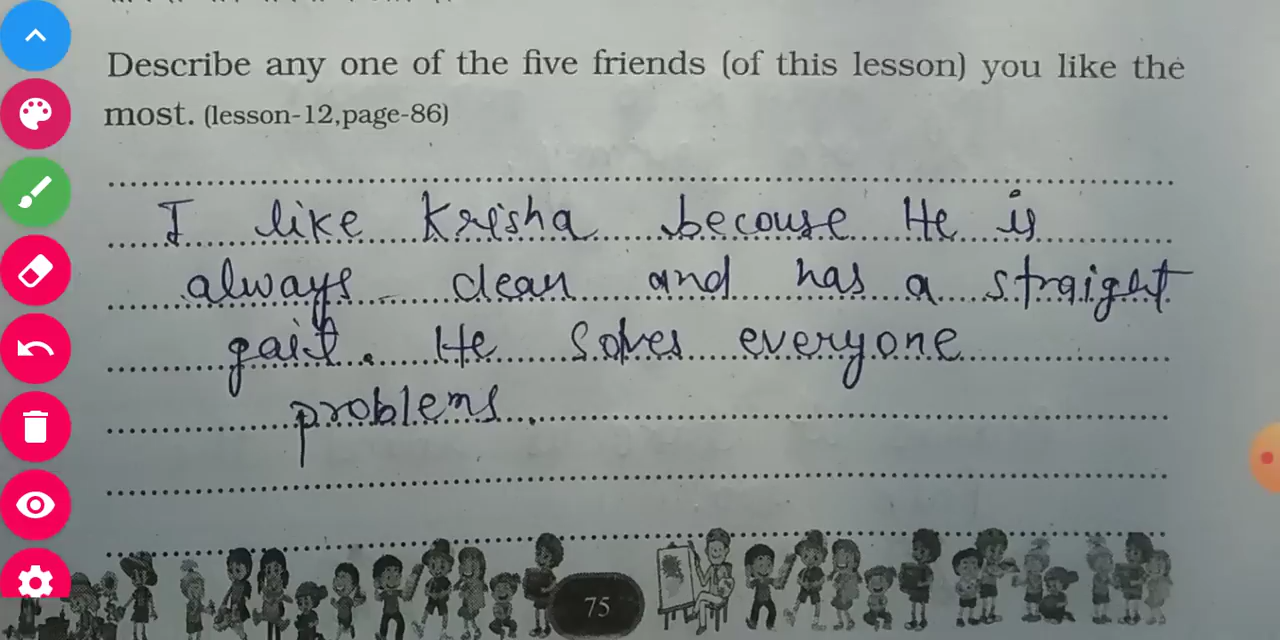 Describe any one of the five friends (of this lesson) you like the
most. (lesson-12,page-86)
I like Krisha becouse He is
always clean and has a straight
gait. He Solves everyone
problems.
75